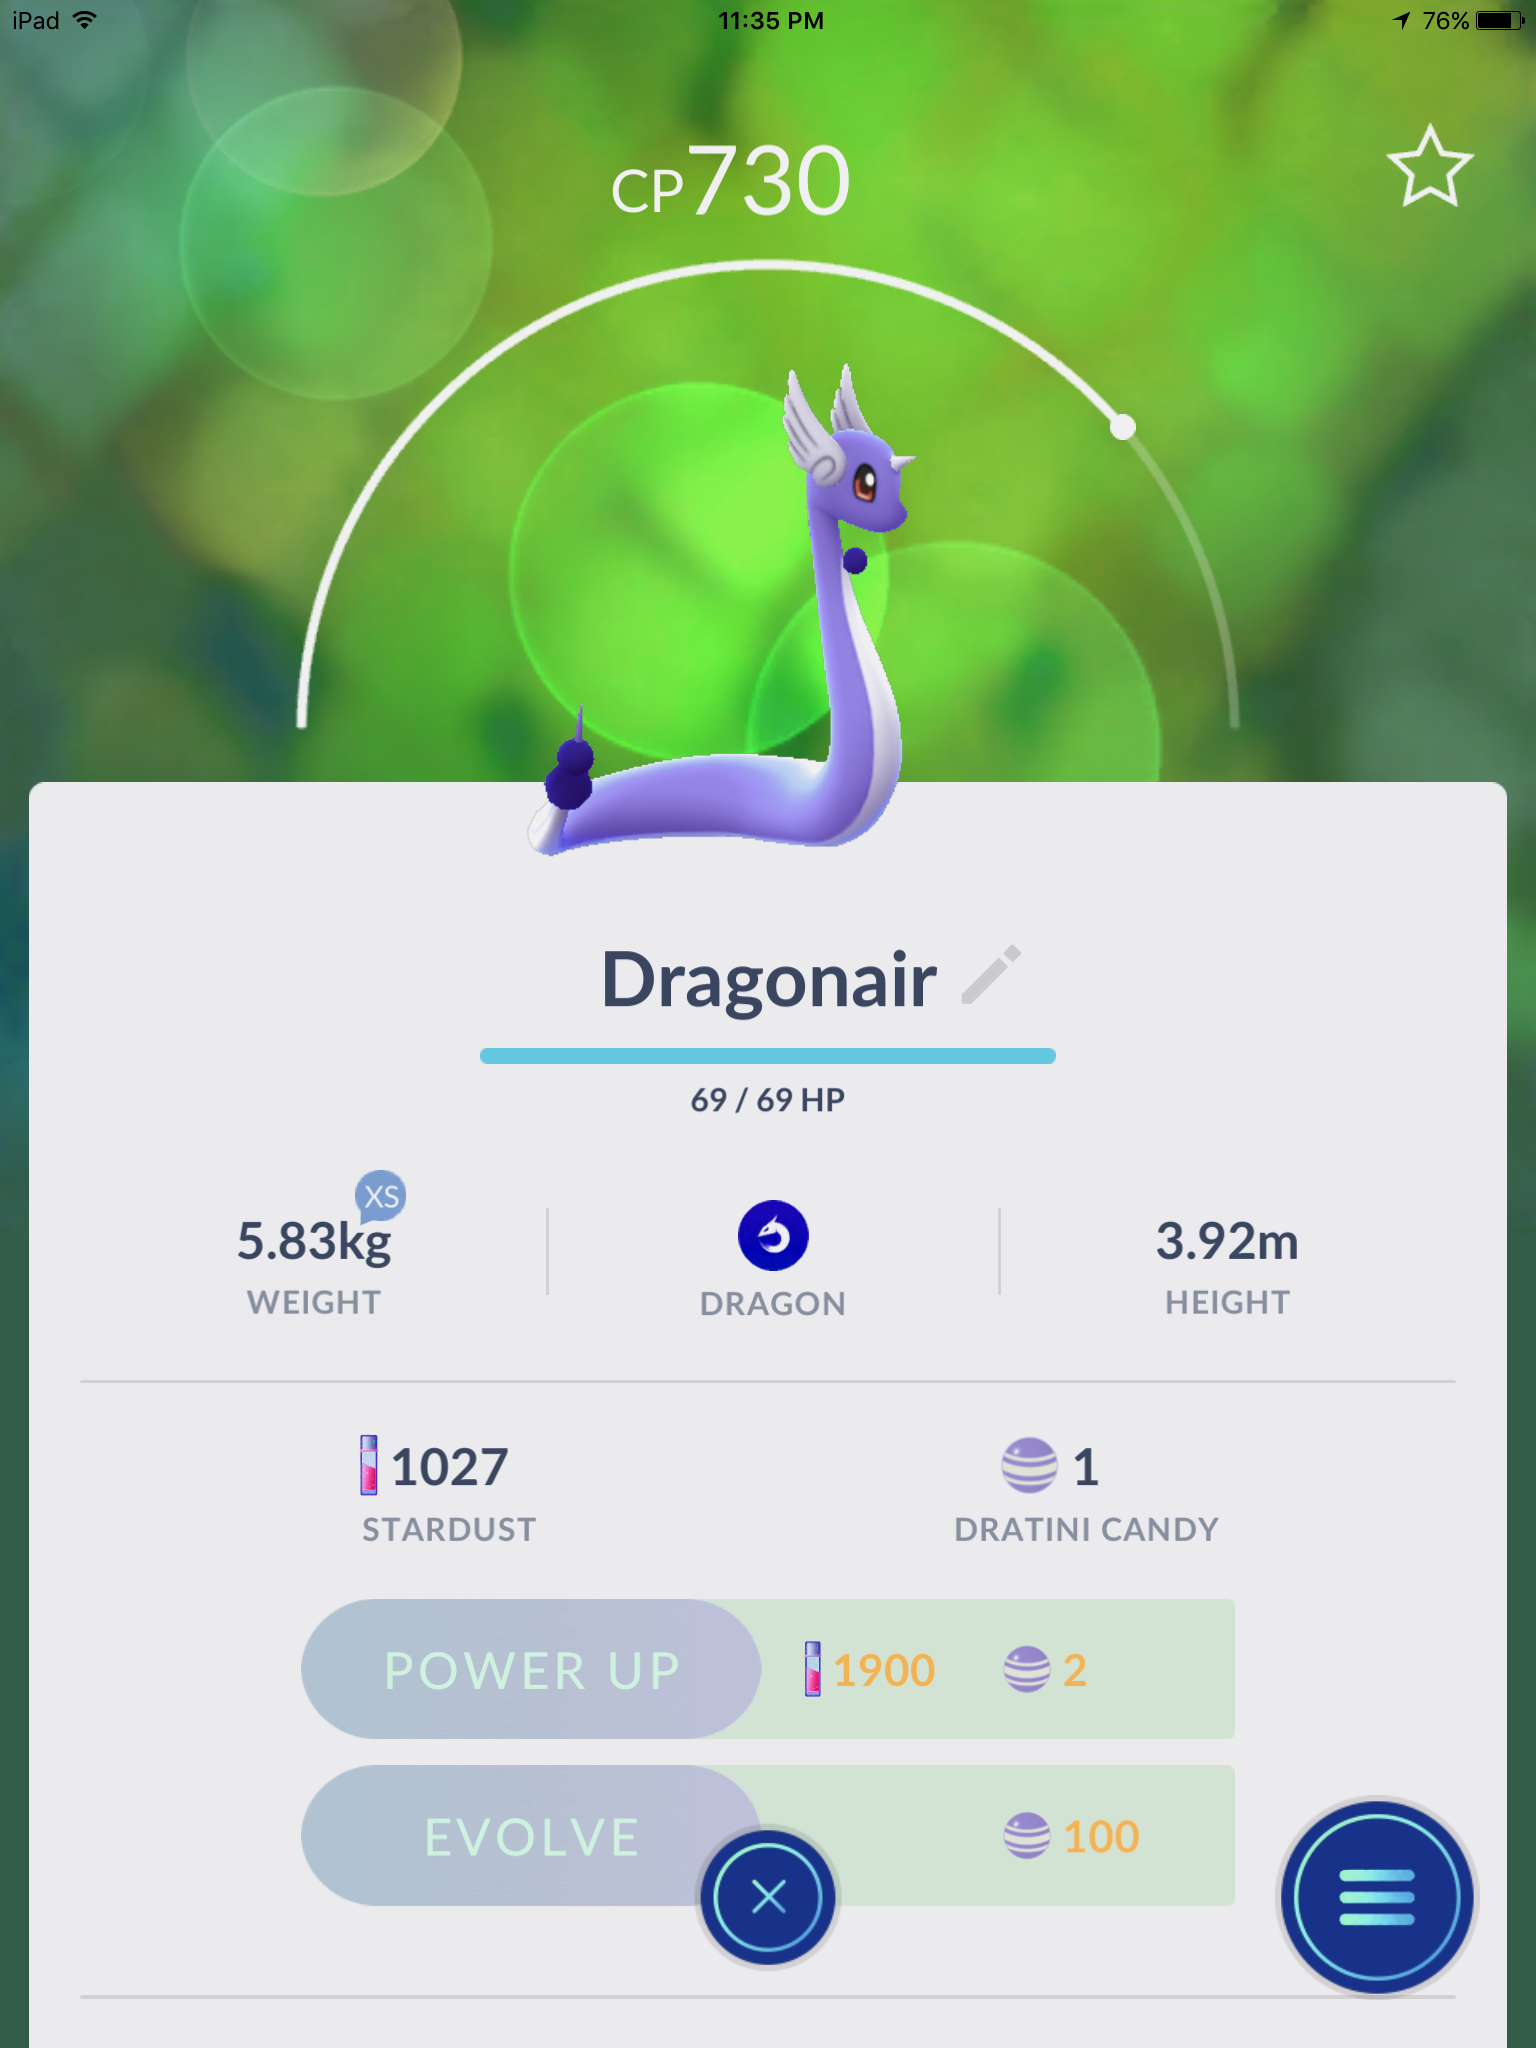 iPad 11:35 PM 76%
CP730
Dragonair
69 / 69 HP
XS
5.83kg 3.92m
WEIGHT DRAGON HEIGHT
1027 1
STARDUST DRATINI CANDY
POWER UP 1900 2
EVOLVE 100